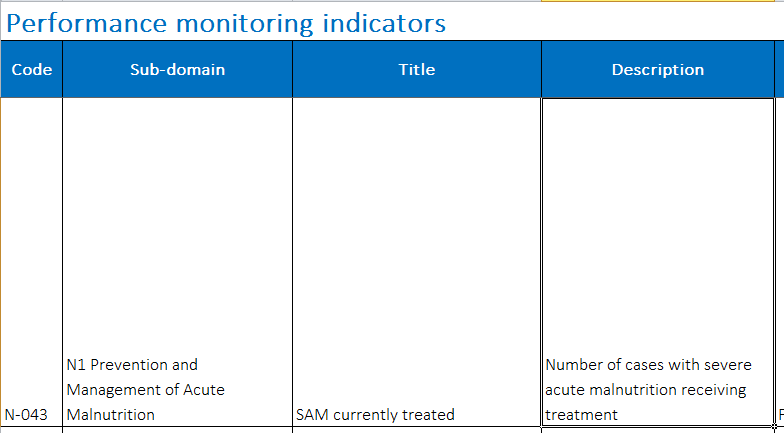 Performance monitoring indicators
Code Sub-domain Title Description
N1 Prevention and
Management of Acute
Malnutrition
N-043
SAM currently treated
Number of cases with severe
acute malnutrition receiving
treatment